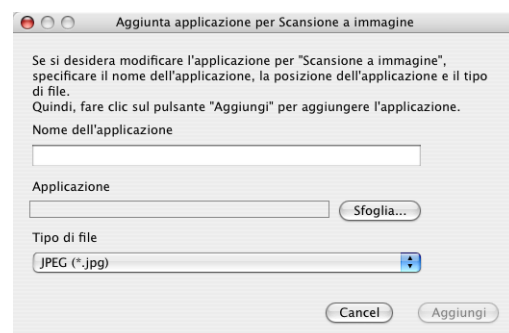 Aggiunta applicazione per Scansione a immagine
Se si desidera modificare l'applicazione per "Scansione a immagine",
specificare il nome dell'applicazione, la posizione dell'applicazione e il tipo
di file.
Quindi, fare clic sul pulsante "Aggiungi" per aggiungere l'applicazione.
Nome dell'applicazione
Applicazione
Sfoglia...
Tipo di file
JPEG (*.jpg)
Cancel Aggiungi